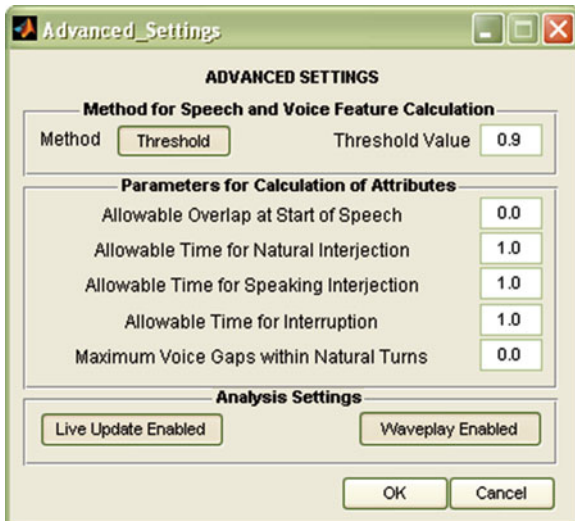 Advanced_Settings
ADVANCED SETTINGS
Method for Speech and Voice Feature Calculation
Method Threshold Threshold Value 0.9
Parameters for Calculation of Attributes
Allowable Overlap at Start of Speech 0.0
Allowable Time for Natural Interjection 1.0
Allowable Time for Speaking Interjection 1.0
Allowable Time for Interruption 1.0
Maximum Voice Gaps within Natural Turns 0.0
Analysis Settings
Live Update Enabled Waveplay Enabled
OK Cancel